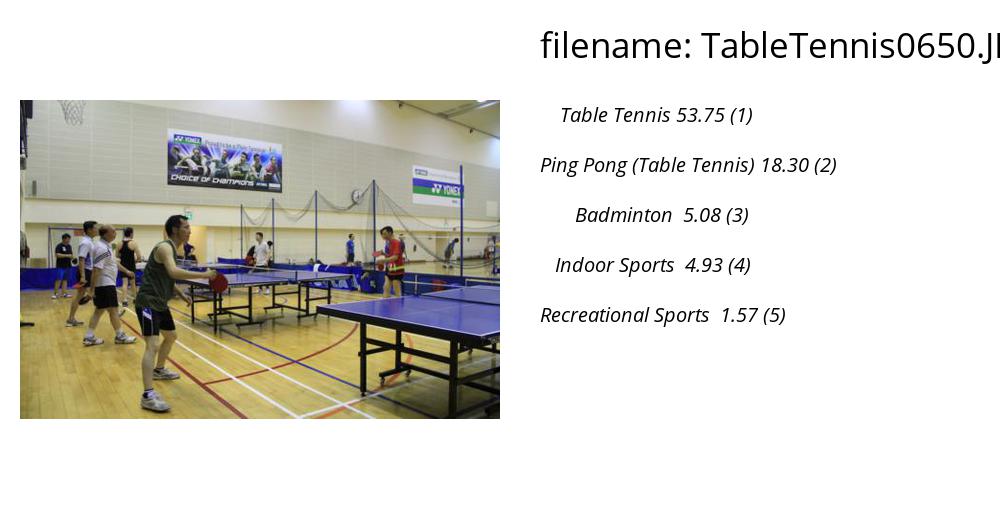 filename: TableTennis0650.J
Table Tennis 53.75 (1)
Ping Pong (Table Tennis) 18.30 (2)
Badminton 5.08 (3)
Indoor Sports 4.93 (4)
Recreational Sports 1.57 (5)
YONEX
CHOICE OF CHAMPIONS
YONEX